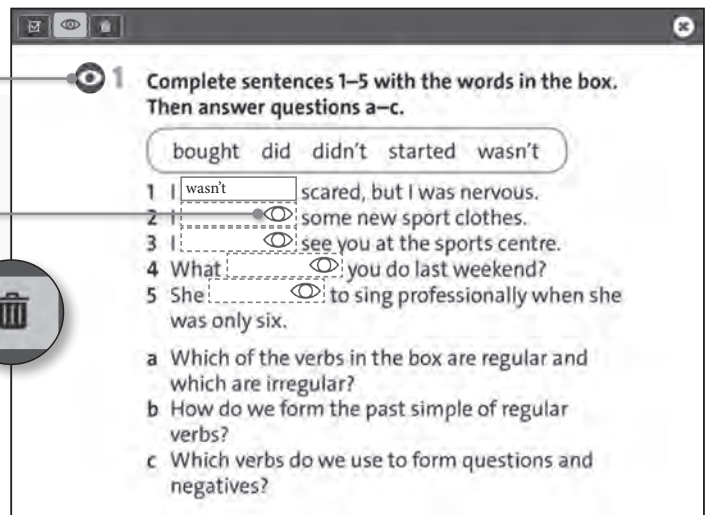 1 Complete sentences 1–5 with the words in the box.
Then answer questions a–c.
bought did didn't started wasn't
1 I wasn't scared, but I was nervous.
2 I some new sport clothes.
3 I see you at the sports centre.
4 What you do last weekend?
5 She to sing professionally when she
was only six.
a Which of the verbs in the box are regular and
which are irregular?
b How do we form the past simple of regular
verbs?
c Which verbs do we use to form questions and
negatives?